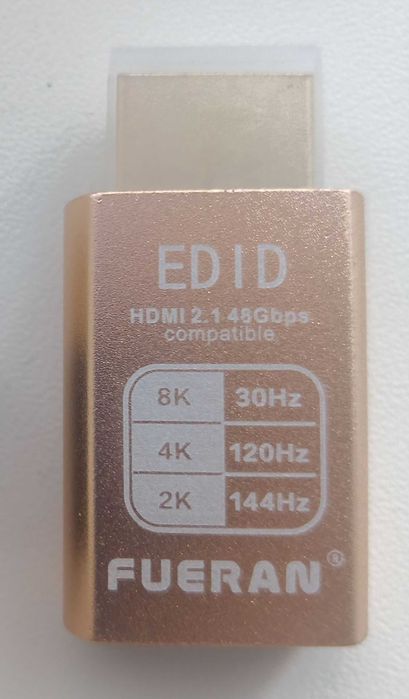 EDID
HDMI 2.1 48Gbps
compatible
8K 30Hz
4K 120Hz
2K 144Hz
FUERAN®